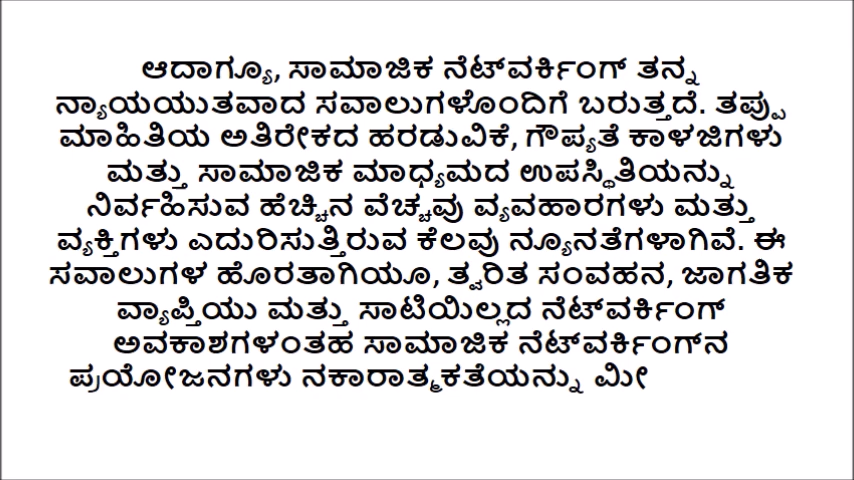 ಆದಾಗ್ಯೂ, ಸಾಮಾಜಿಕ ನೆಟ್‌ವರ್ಕಿಂಗ್ ತನ್ನ
ನ್ಯಾಯಯುತವಾದ ಸವಾಲುಗಳೊಂದಿಗೆ ಬರುತ್ತದೆ. ತಪ್ಪು
ಮಾಹಿತಿಯ ಅತಿರೇಕದ ಹರಡುವಿಕೆ, ಗೌಪ್ಯತೆ ಕಾಳಜಿಗಳು
ಮತ್ತು ಸಾಮಾಜಿಕ ಮಾಧ್ಯಮದ ಉಪಸ್ಥಿತಿಯನ್ನು
ನಿರ್ವಹಿಸುವ ಹೆಚ್ಚಿನ ವೆಚ್ಚವು ವ್ಯವಹಾರಗಳು ಮತ್ತು
ವ್ಯಕ್ತಿಗಳು ಎದುರಿಸುತ್ತಿರುವ ಕೆಲವು ನ್ಯೂನತೆಗಳಾಗಿವೆ. ಈ
ಸವಾಲುಗಳ ಹೊರತಾಗಿಯೂ, ತ್ವರಿತ ಸಂವಹನ, ಜಾಗತಿಕ
ವ್ಯಾಪ್ತಿಯು ಮತ್ತು ಸಾಟಿಯಿಲ್ಲದ ನೆಟ್‌ವರ್ಕಿಂಗ್
ಅವಕಾಶಗಳಂತಹ ಸಾಮಾಜಿಕ ನೆಟ್‌ವರ್ಕಿಂಗ್‌ನ
ಪ್ರಯೋಜನಗಳು ನಕಾರಾತ್ಮಕತೆಯನ್ನು ಮೀ